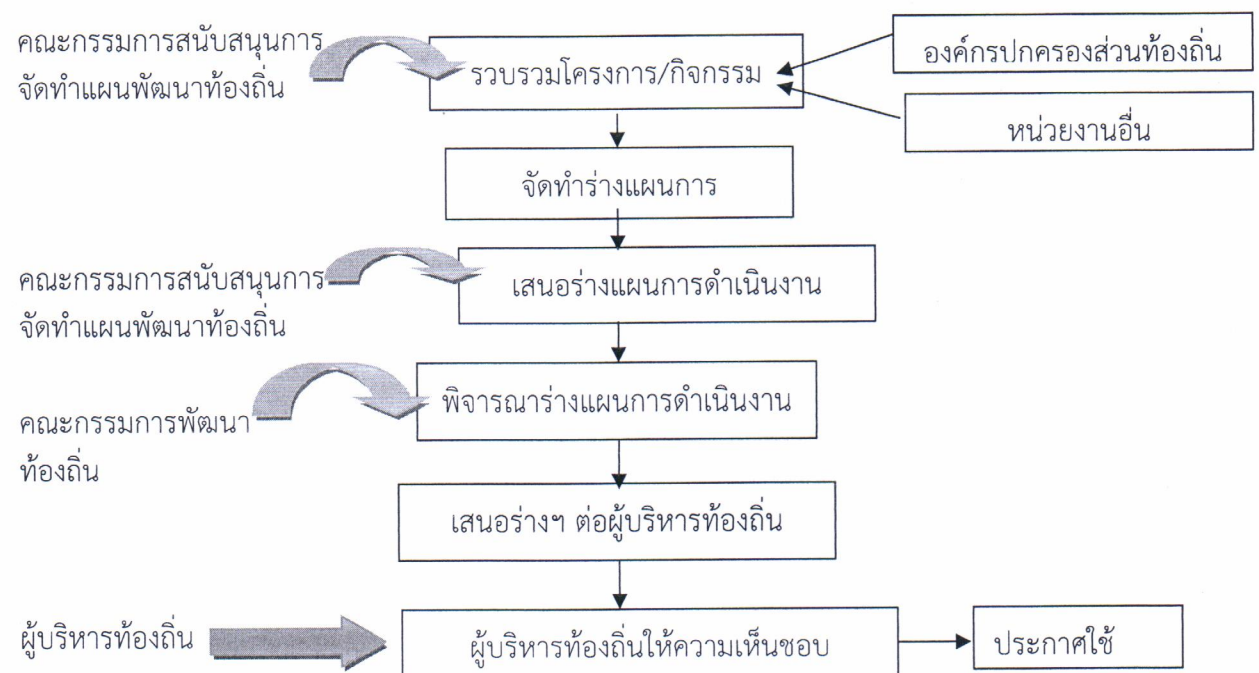 คณะกรรมการสนับสนุนการ
จัดทำแผนพัฒนาท้องถิ่น
รวบรวมโครงการ/กิจกรรม
องค์กรปกครองส่วนท้องถิ่น
หน่วยงานอื่น
จัดทำร่างแผนการ
คณะกรรมการสนับสนุนการ
จัดทำแผนพัฒนาท้องถิ่น
เสนอร่างแผนการดำเนินงาน
คณะกรรมการพัฒนา
ท้องถิ่น
พิจารณาร่างแผนการดำเนินงาน
เสนอร่างฯ ต่อผู้บริหารท้องถิ่น
ผู้บริหารท้องถิ่น
ผู้บริหารท้องถิ่นให้ความเห็นชอบ
ประกาศใช้